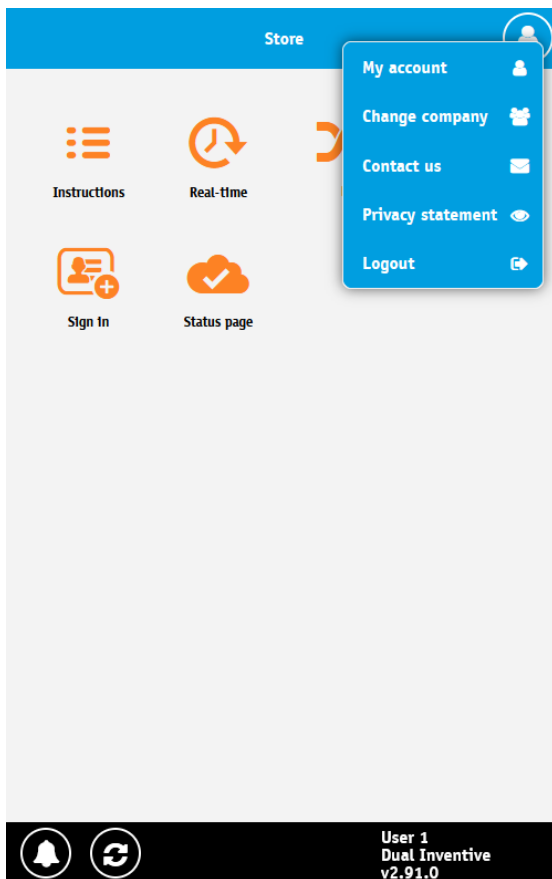 Store
My account
Change company
Contact us
Privacy statement
Logout
Instructions
Real-time
Sign in
Status page
User 1
Dual Inventive
v2.91.0